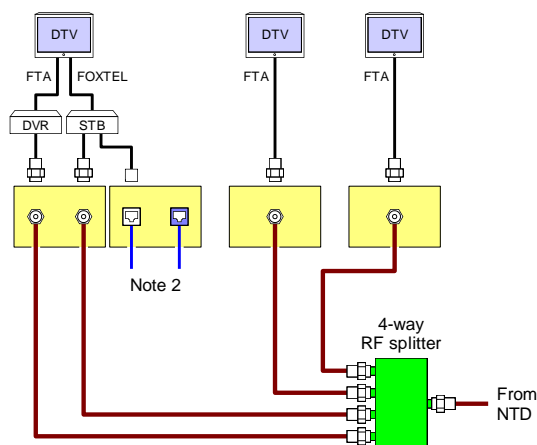 DTV
DTV
DTV
FTA
FOXTEL
FTA
FTA
DVR
STB
Note 2
4-way
RF splitter
From
NTD